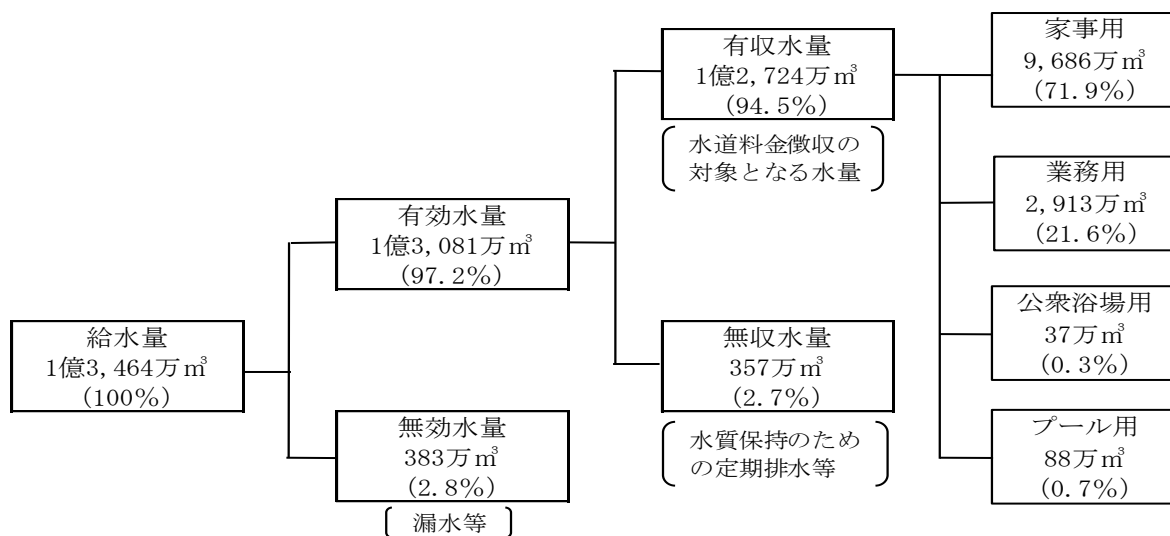 給水量
1億3,464万㎥
(100%)
有効水量
1億3,081万㎥
(97.2%)
無効水量
383万㎥
(2.8%)
漏水等
有収水量
1億2,724万㎥
(94.5%)
水道料金徴収の
対象となる水量
無収水量
357万㎥
(2.7%)
水質保持のため
の定期排水等
家事用
9,686万㎥
(71.9%)
業務用
2,913万㎥
(21.6%)
公衆浴場用
37万㎥
(0.3%)
プール用
88万㎥
(0.7%)